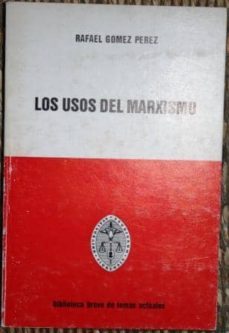 RAFAEL GOMEZ PEREZ
LOS USOS DEL MARXISMO
biblioteca breve de temas actuales